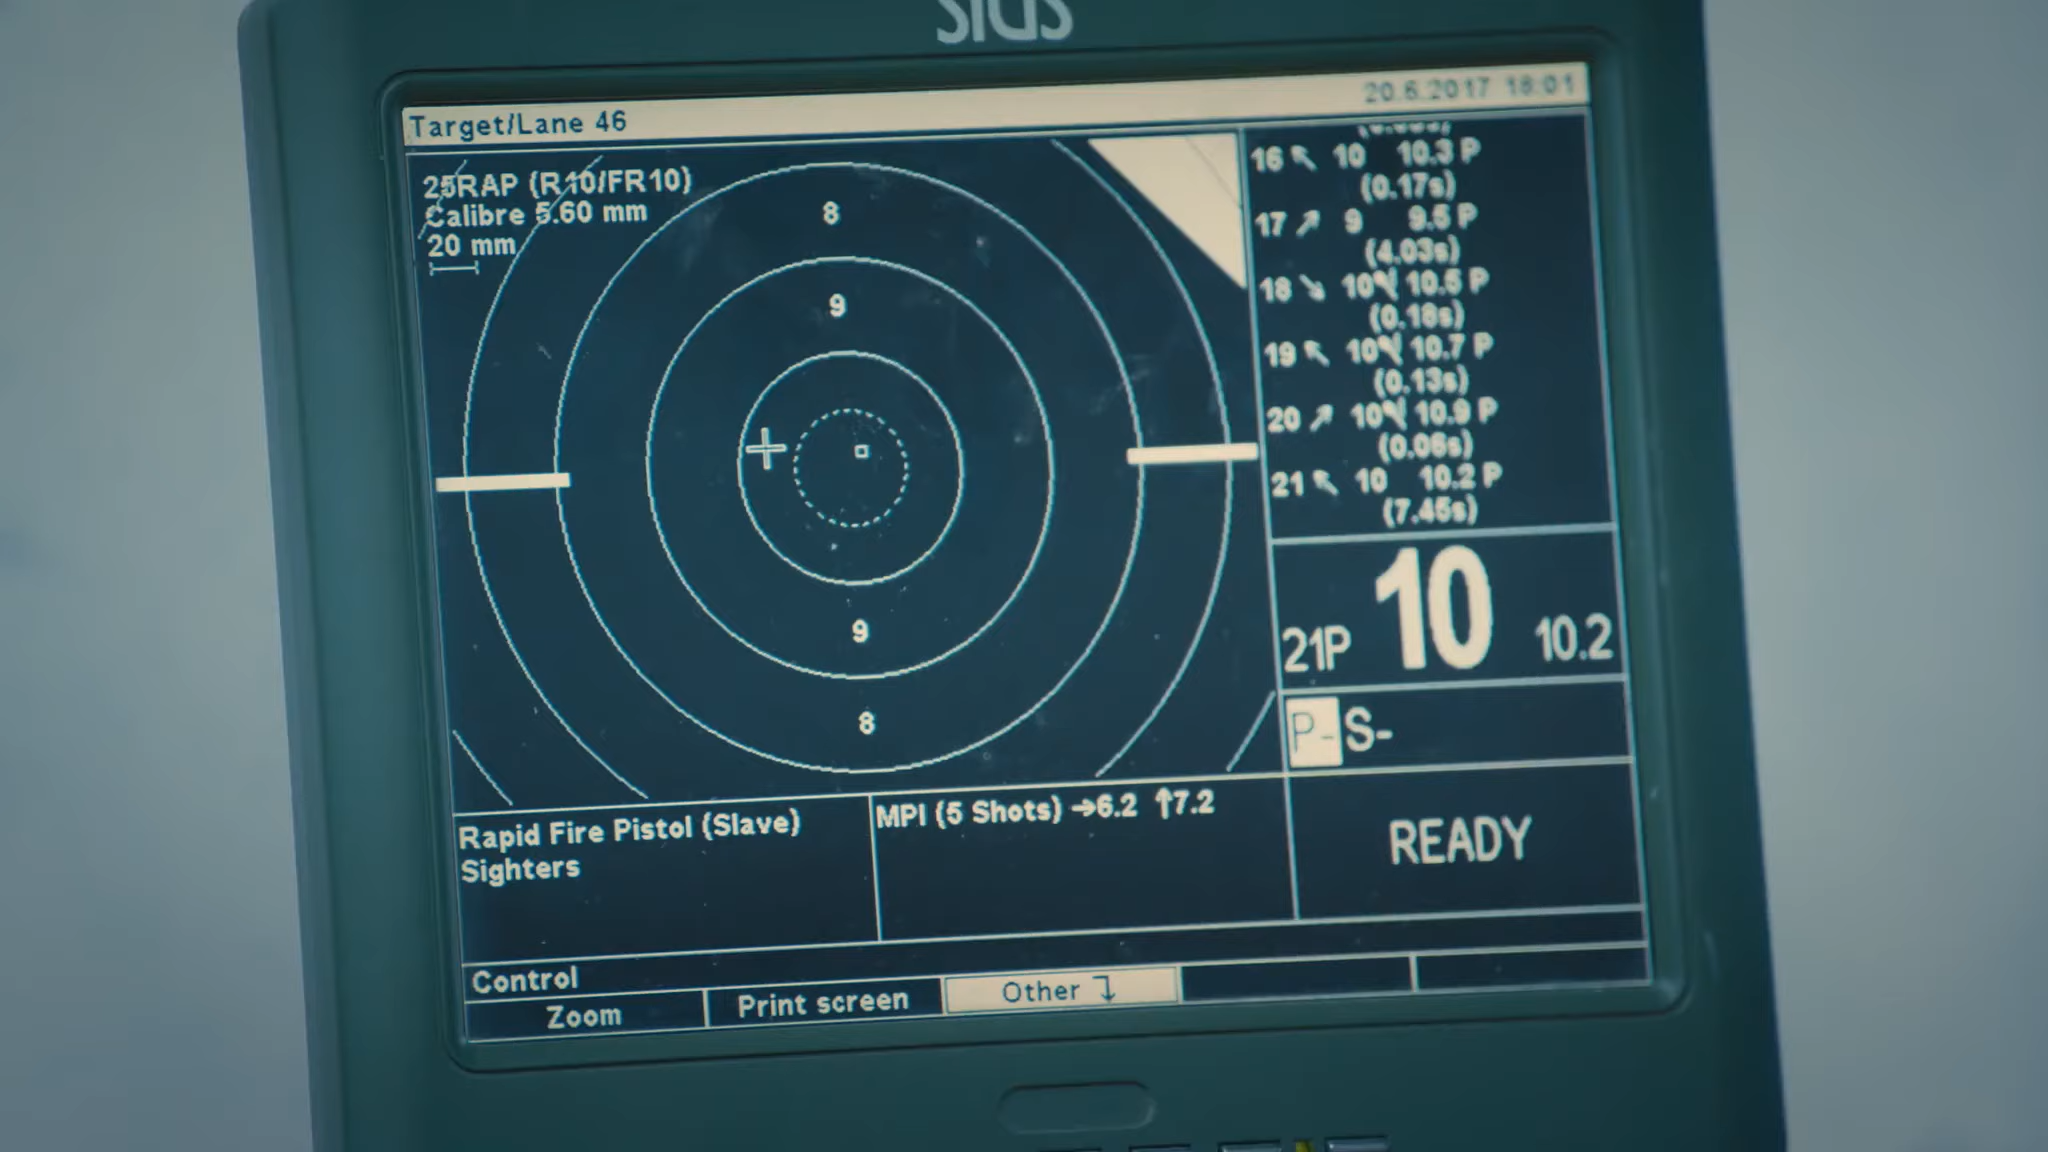 SIUS
20.6.2017 18:01
Target/Lane 46
25RAP (R10/FR10)
Calibre 5.60 mm
20 mm
8
9
9
8
16 ↖ 10 10.3 P
(0.17s)
17 ↗ 9 9.5 P
(4.03s)
18 ↘ 10 10.5 P
(0.18s)
19 ↖ 10 10.7 P
(0.13s)
20 ↗ 10 10.9 P
(0.06s)
21 ↖ 10 10.2 P
(7.45s)
21P 10 10.2
P- S-
Rapid Fire Pistol (Slave)
Sighters
MPI (5 Shots) →6.2 ↑7.2
READY
Control
Zoom
Print screen
Other